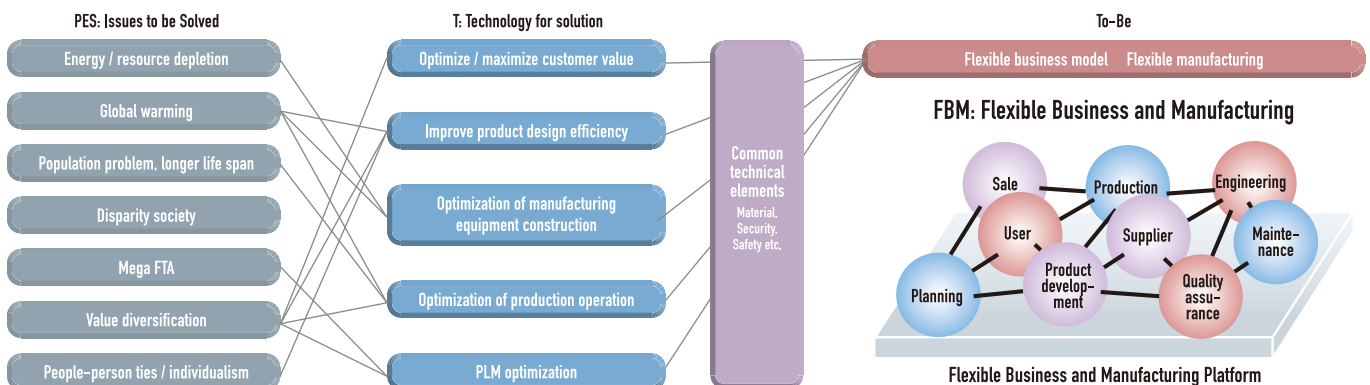 PES: Issues to be Solved
Energy / resource depletion
Global warming
Population problem, longer life span
Disparity society
Mega FTA
Value diversification
People-person ties / individualism
T: Technology for solution
Optimize / maximize customer value
Improve product design efficiency
Optimization of manufacturing
equipment construction
Optimization of production operation
PLM optimization
Common
technical
elements
Material,
Security,
Safety etc.
To-Be
Flexible business model Flexible manufacturing
FBM: Flexible Business and Manufacturing
Sale
Production
Engineering
User
Supplier
Mainte-
nance
Planning
Product
develop-
ment
Quality
assu-
rance
Flexible Business and Manufacturing Platform